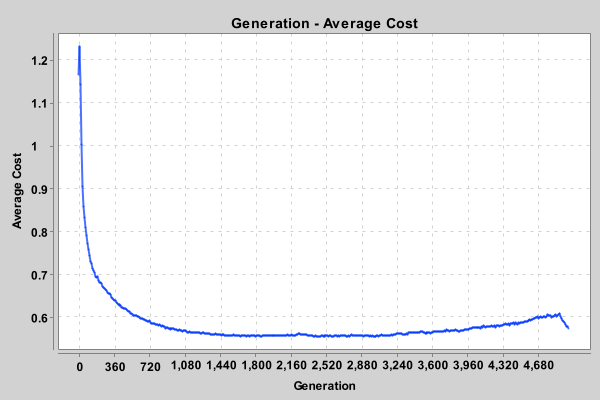 Generation - Average Cost
1.2
1.1
1
0.9
0.8
0.7
0.6
Average Cost
0 360 720 1,080 1,440 1,800 2,160 2,520 2,880 3,240 3,600 3,960 4,320 4,680
Generation